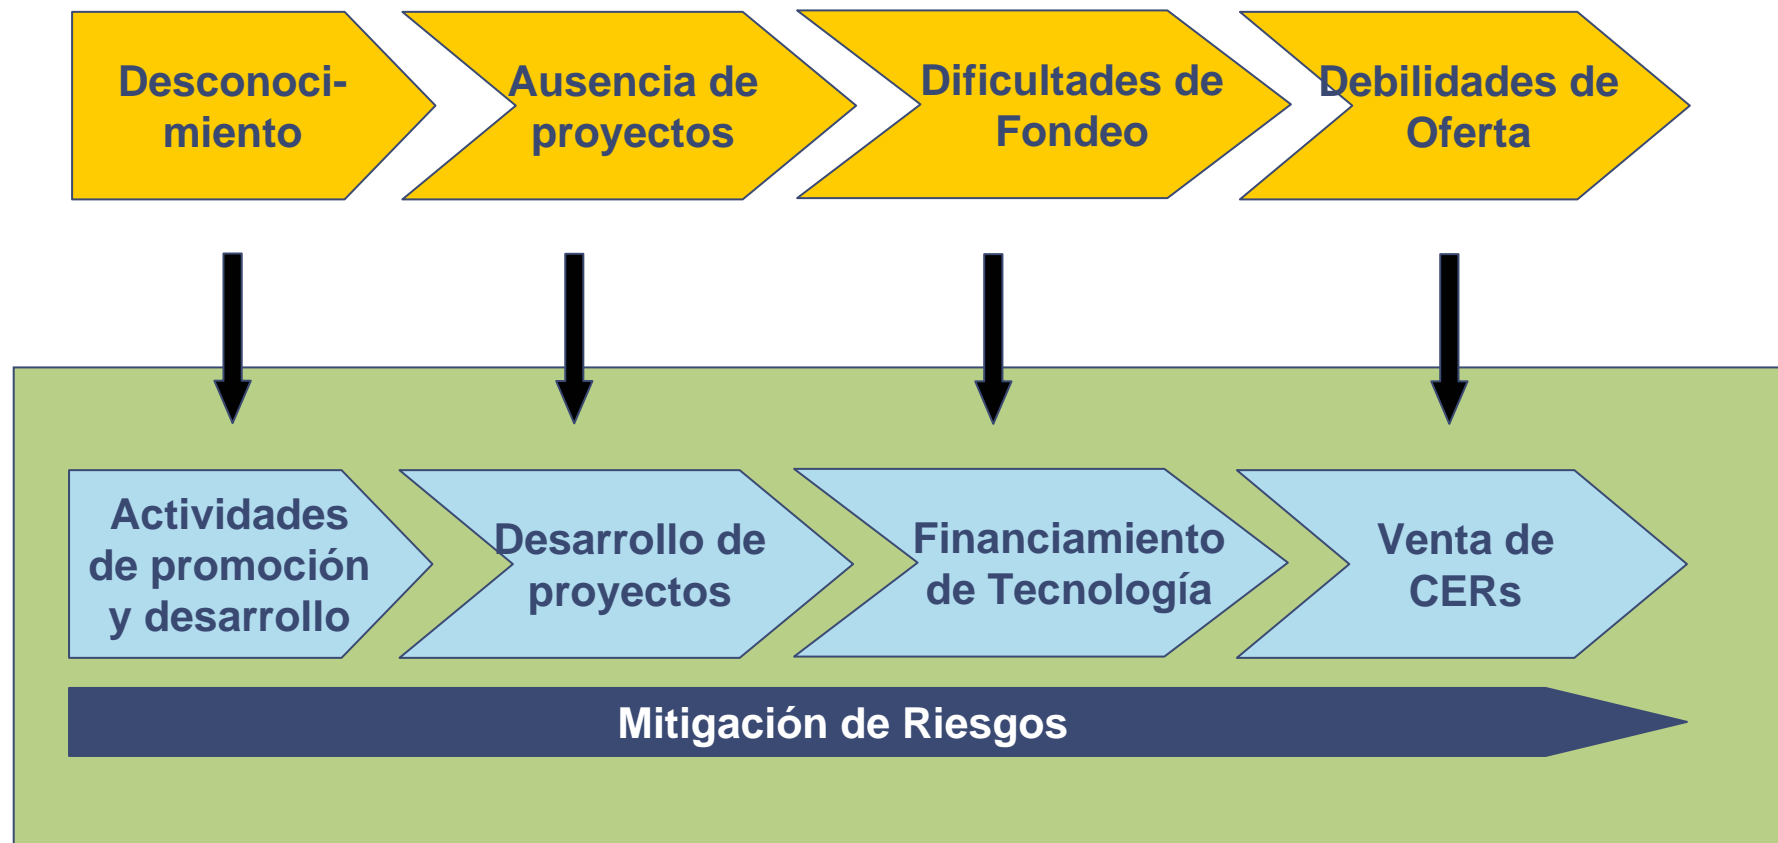 Desconoci-
miento
Ausencia de
proyectos
Dificultades de
Fondeo
Debilidades de
Oferta
Actividades
de promoción
y desarrollo
Desarrollo de
proyectos
Financiamiento
de Tecnología
Venta de
CERs
Mitigación de Riesgos